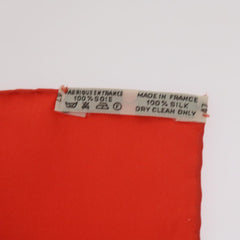 FABRIQUE EN FRANCE
100% SOIE
MADE IN FRANCE
100% SILK
DRY CLEAN ONLY